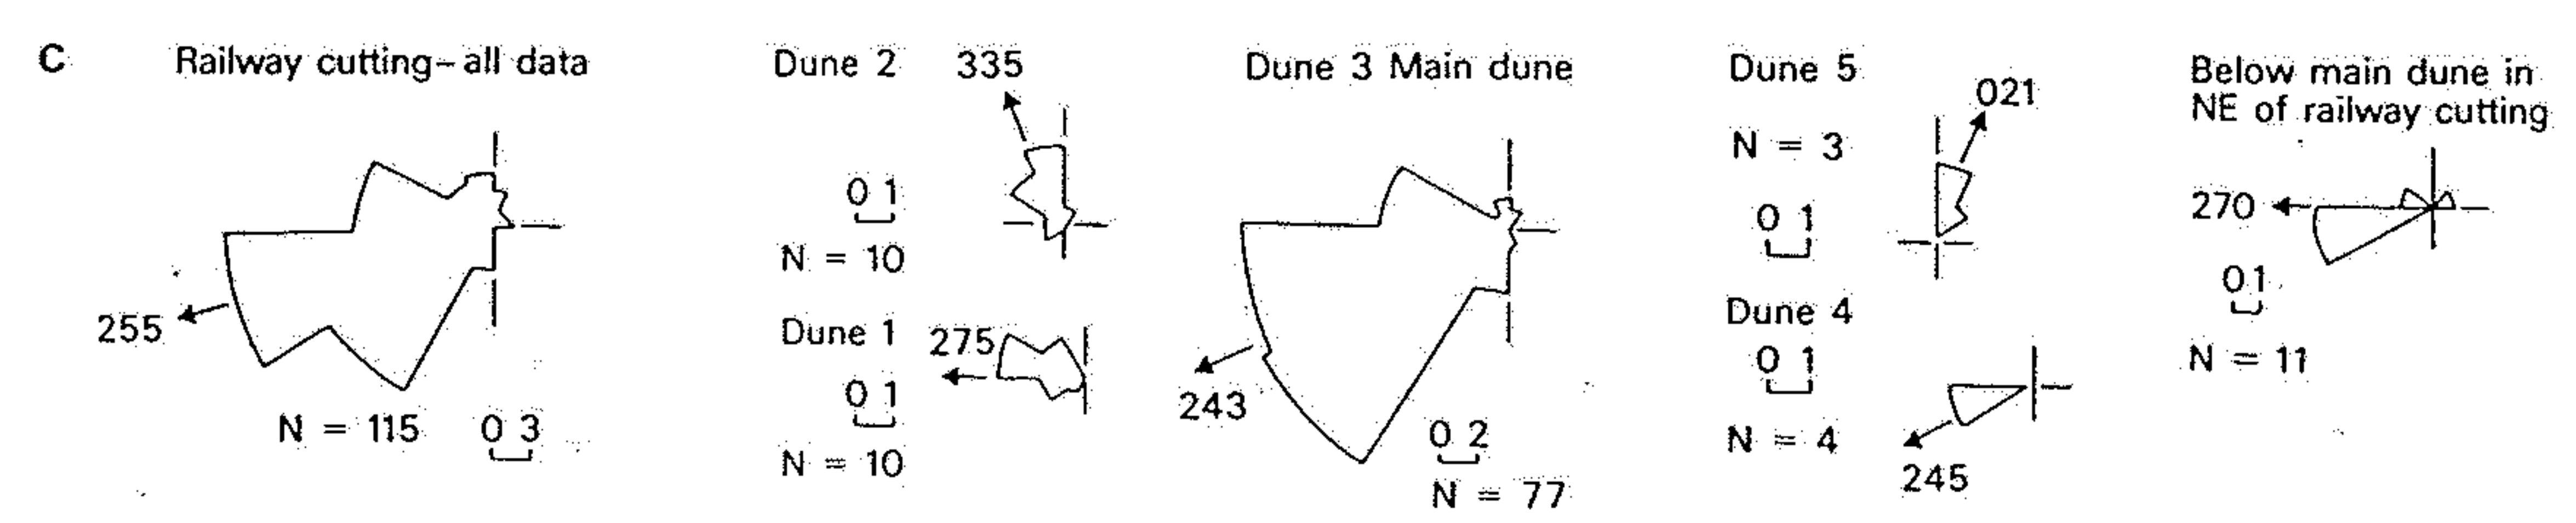 C Railway cutting–all data
255
N = 115 0 3
Dune 2 335
0 1
N = 10
Dune 1 275
0 1
N = 10
Dune 3 Main dune
243
0 2
N = 77
Dune 5
021
N = 3
0 1
Dune 4
0 1
N = 4
245
Below main dune in
NE of railway cutting
270
0 1
N = 11